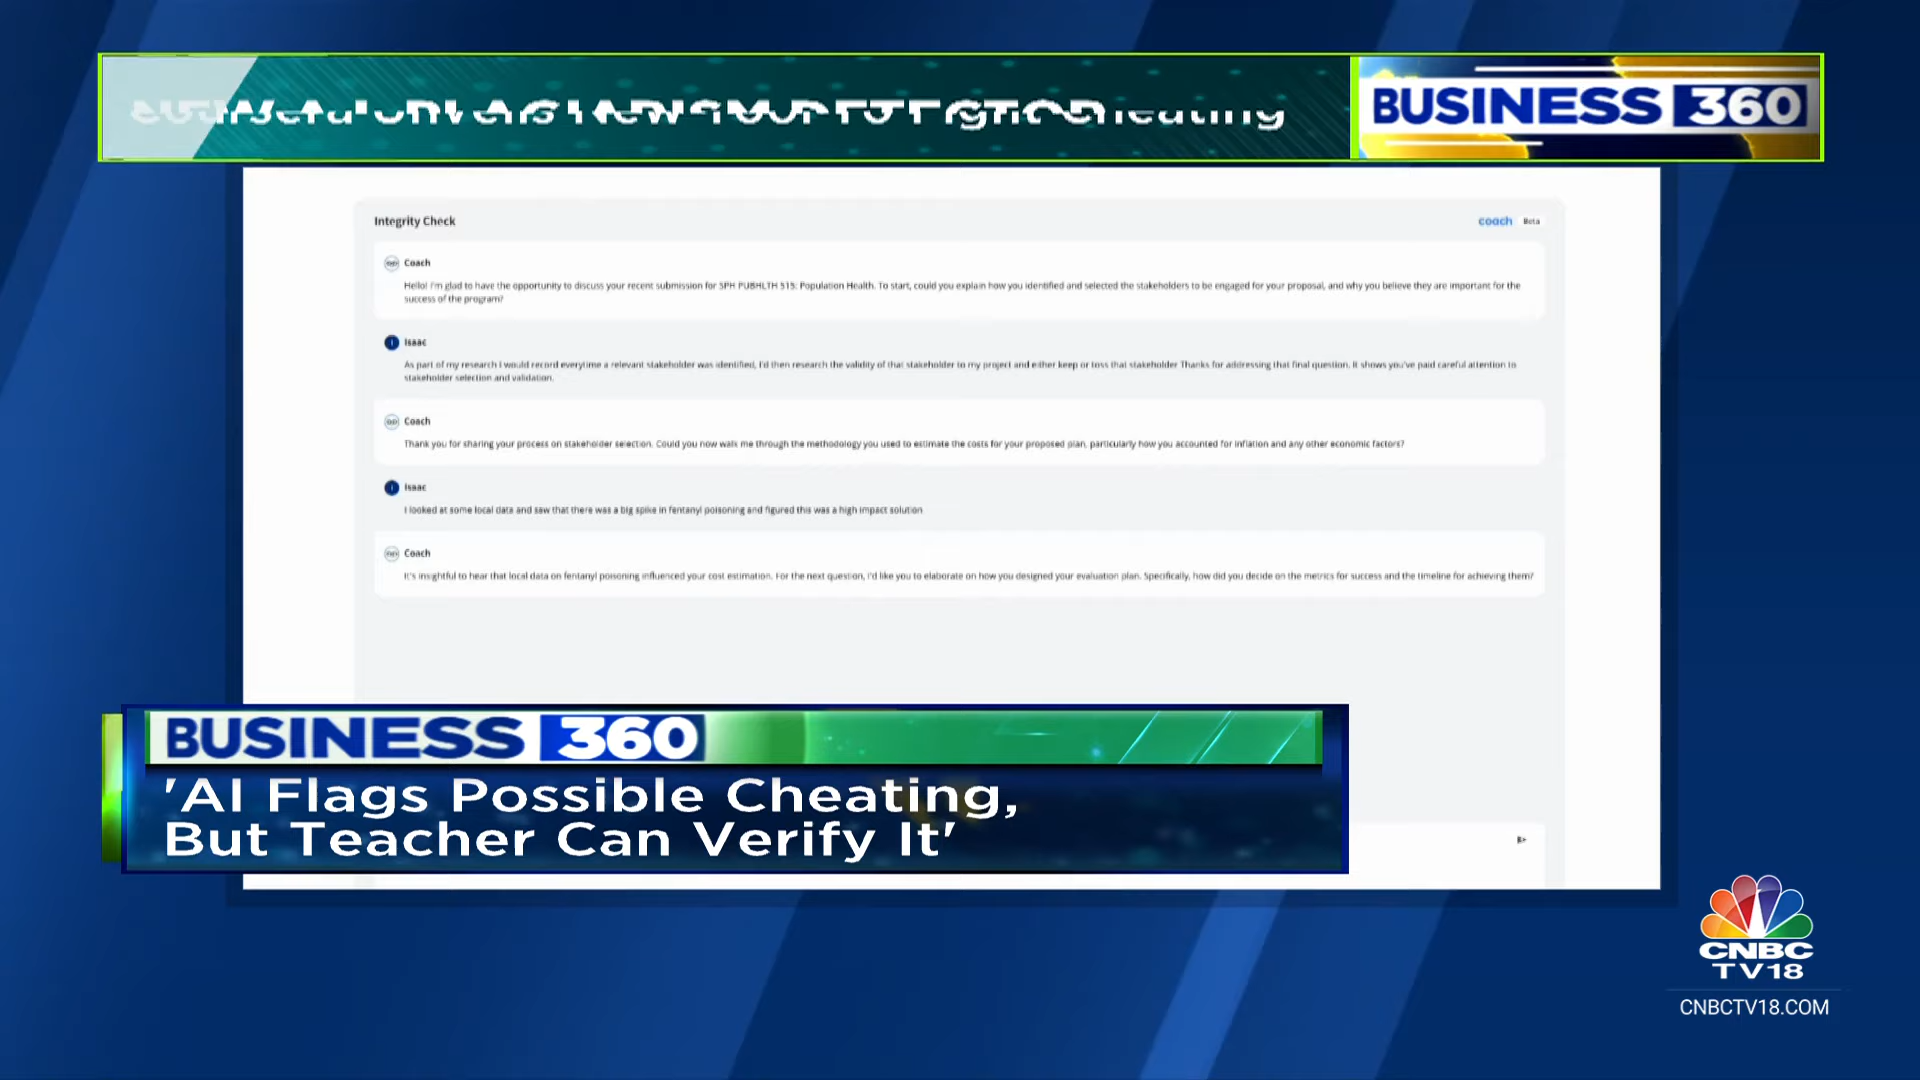 BUSINESS 360
Integrity Check
coach Beta
Coach
Hello! I'm glad to have the opportunity to discuss your recent submission for SPH PUBHLTH 515: Population Health. To start, could you explain how you identified and selected the stakeholders to be engaged for your proposal, and why you believe they are important for the
success of the program?
Isaac
As part of my research I would record everytime a relevant stakeholder was identified, I'd then research the validity of that stakeholder to my project and either keep or toss that stakeholder Thanks for addressing that final question. It shows you've paid careful attention to
stakeholder selection and validation.
Coach
Thank you for sharing your process on stakeholder selection. Could you now walk me through the methodology you used to estimate the costs for your proposed plan, particularly how you accounted for inflation and any other economic factors?
Isaac
I looked at some local data and saw that there was a big spike in fentanyl poisoning and figured this was a high impact solution
Coach
It's insightful to hear that local data on fentanyl poisoning influenced your cost estimation. For the next question, I'd like you to elaborate on how you designed your evaluation plan. Specifically, how did you decide on the metrics for success and the timeline for achieving them?
BUSINESS 360
'AI Flags Possible Cheating,
But Teacher Can Verify It'
CNBC
TV18
CNBCTV18.COM